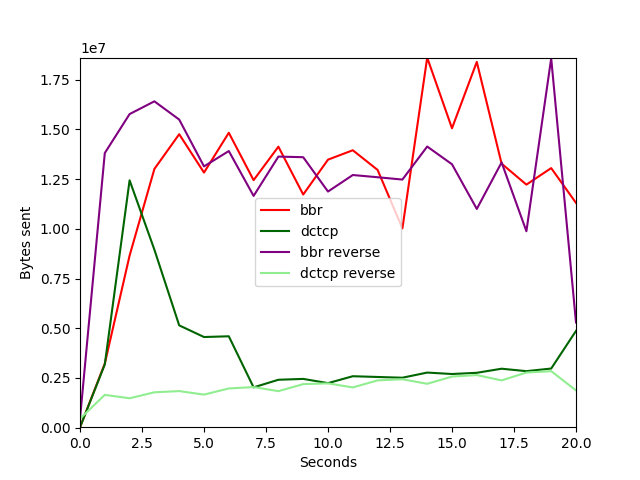 1e7
1.75
1.50
1.25
1.00
0.75
0.50
0.25
0.00
Bytes sent
bbr
dctcp
bbr reverse
dctcp reverse
0.0 2.5 5.0 7.5 10.0 12.5 15.0 17.5 20.0
Seconds